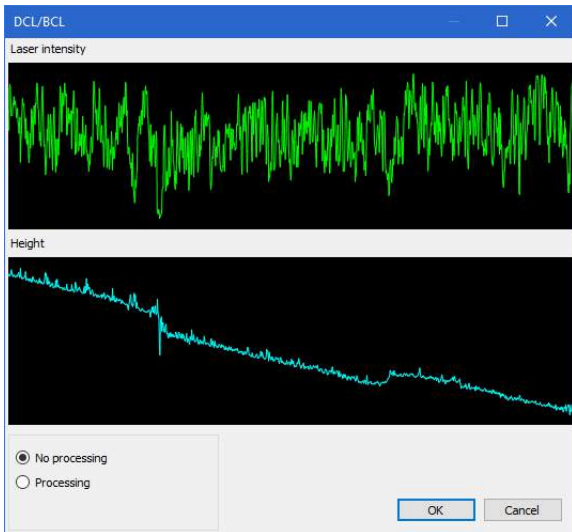 DCL/BCL
Laser intensity
Height
No processing
Processing
OK Cancel